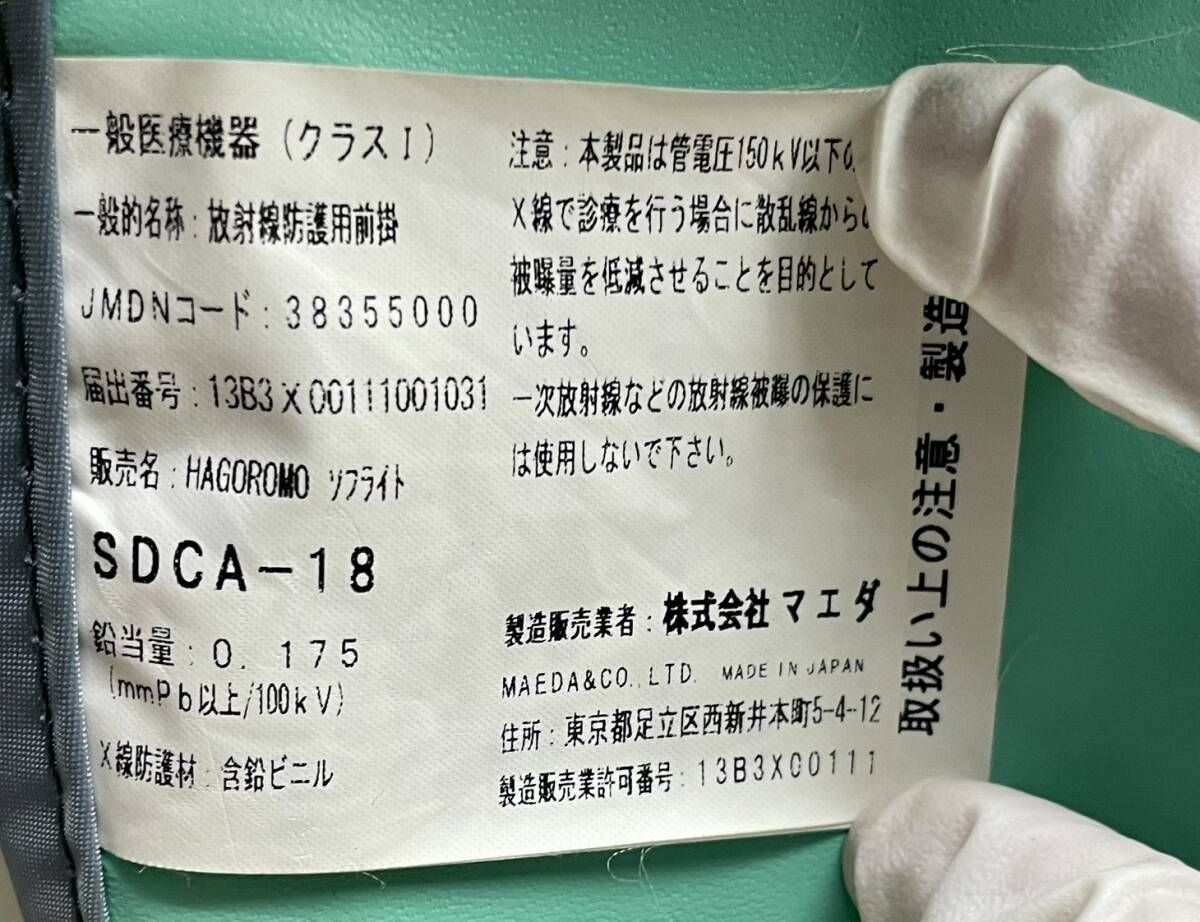 一般医療機器（クラスⅠ）
一般的名称：放射線防護用前掛
JMDNコード：38355000
届出番号：13B3X00111001031
販売名：HAGOROMO ソフライト
SDCA－18
鉛当量：0．175
（mmPb以上/100kV）
X線防護材：含鉛ビニル
注意：本製品は管電圧150kV以下の
X線で診療を行う場合に散乱線からの
被曝量を低減させることを目的として
います。
一次放射線などの放射線被曝の保護に
は使用しないで下さい。
製造販売業者：株式会社マエダ
MAEDA&CO.,LTD. MADE IN JAPAN
住所：東京都足立区西新井本町5-4-12
製造販売業許可番号：13B3X00111
取扱い上の注意・製造